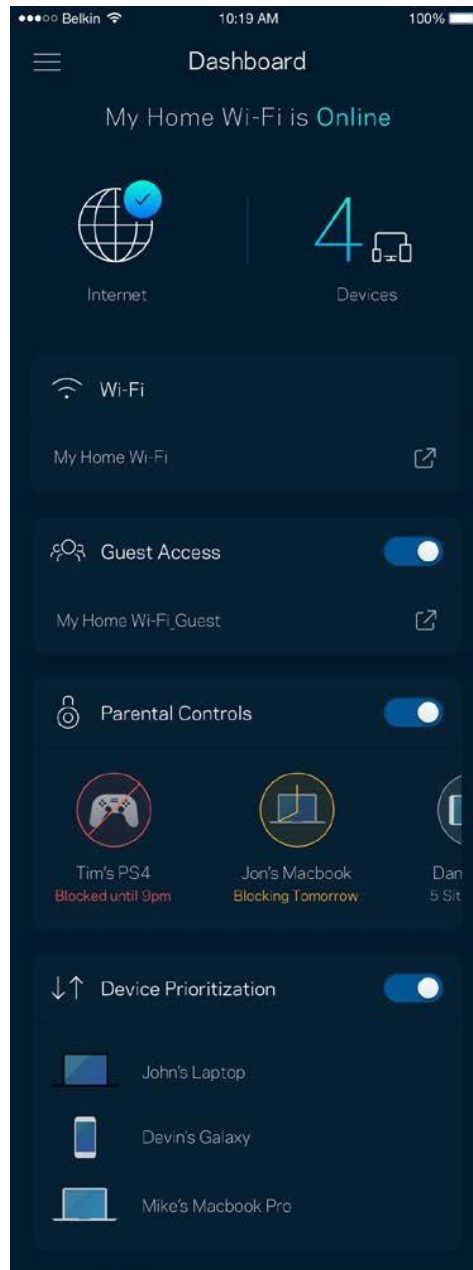 Belkin 10:19 AM 100%
Dashboard
My Home Wi-Fi is Online
4
Internet Devices
Wi-Fi
My Home Wi-Fi
Guest Access
My Home Wi-Fi_Guest
Parental Controls
Tim's PS4 Jon's Macbook Dan
Blocked until 9pm Blocking Tomorrow 5 Sit
Device Prioritization
John's Laptop
Devin's Galaxy
Mike's Macbook Pro